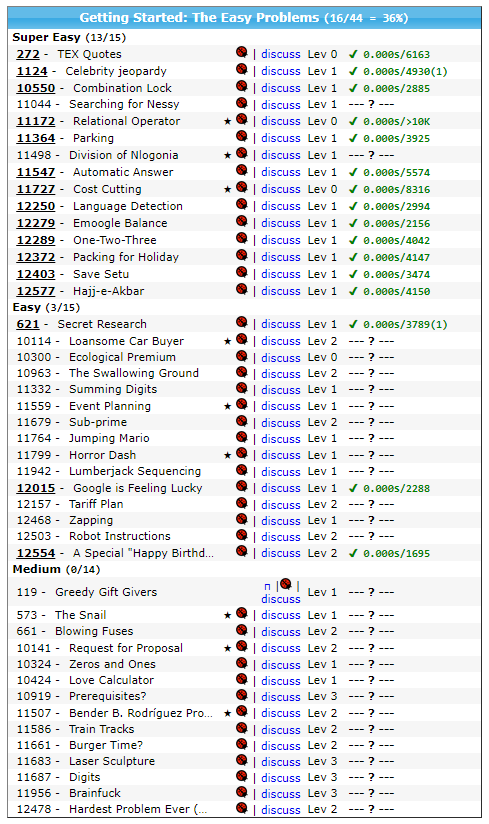 Getting Started: The Easy Problems (16/44 = 36%)
Super Easy (13/15)
272 - TEX Quotes | discuss Lev 0 ✔ 0.000s/6163
1124 - Celebrity jeopardy | discuss Lev 1 ✔ 0.000s/4930(1)
10550 - Combination Lock | discuss Lev 1 ✔ 0.000s/2885
11044 - Searching for Nessy | discuss Lev 1 --- ? ---
11172 - Relational Operator ★ | discuss Lev 0 ✔ 0.000s/>10K
11364 - Parking | discuss Lev 1 ✔ 0.000s/3925
11498 - Division of Nlogonia ★ | discuss Lev 1 --- ? ---
11547 - Automatic Answer | discuss Lev 1 ✔ 0.000s/5574
11727 - Cost Cutting ★ | discuss Lev 0 ✔ 0.000s/8316
12250 - Language Detection | discuss Lev 1 ✔ 0.000s/2994
12279 - Emoogle Balance | discuss Lev 1 ✔ 0.000s/2156
12289 - One-Two-Three | discuss Lev 1 ✔ 0.000s/4042
12372 - Packing for Holiday | discuss Lev 1 ✔ 0.000s/4147
12403 - Save Setu | discuss Lev 1 ✔ 0.000s/3474
12577 - Hajj-e-Akbar | discuss Lev 1 ✔ 0.000s/4150
Easy (3/15)
621 - Secret Research | discuss Lev 1 ✔ 0.000s/3789(1)
10114 - Loansome Car Buyer ★ | discuss Lev 2 --- ? ---
10300 - Ecological Premium | discuss Lev 0 --- ? ---
10963 - The Swallowing Ground | discuss Lev 2 --- ? ---
11332 - Summing Digits | discuss Lev 1 --- ? ---
11559 - Event Planning ★ | discuss Lev 1 --- ? ---
11679 - Sub-prime | discuss Lev 2 --- ? ---
11764 - Jumping Mario | discuss Lev 1 --- ? ---
11799 - Horror Dash ★ | discuss Lev 1 --- ? ---
11942 - Lumberjack Sequencing | discuss Lev 1 --- ? ---
12015 - Google is Feeling Lucky | discuss Lev 1 ✔ 0.000s/2288
12157 - Tariff Plan | discuss Lev 2 --- ? ---
12468 - Zapping | discuss Lev 1 --- ? ---
12503 - Robot Instructions | discuss Lev 2 --- ? ---
12554 - A Special "Happy Birthd... | discuss Lev 2 ✔ 0.000s/1695
Medium (0/14)
119 - Greedy Gift Givers п | | discuss Lev 1 --- ? ---
573 - The Snail ★ | discuss Lev 1 --- ? ---
661 - Blowing Fuses | discuss Lev 2 --- ? ---
10141 - Request for Proposal ★ | discuss Lev 2 --- ? ---
10324 - Zeros and Ones | discuss Lev 1 --- ? ---
10424 - Love Calculator | discuss Lev 1 --- ? ---
10919 - Prerequisites? | discuss Lev 3 --- ? ---
11507 - Bender B. Rodríguez Pro... ★ | discuss Lev 2 --- ? ---
11586 - Train Tracks | discuss Lev 2 --- ? ---
11661 - Burger Time? | discuss Lev 2 --- ? ---
11683 - Laser Sculpture | discuss Lev 3 --- ? ---
11687 - Digits | discuss Lev 3 --- ? ---
11956 - Brainfuck | discuss Lev 3 --- ? ---
12478 - Hardest Problem Ever (... | discuss Lev 2 --- ? ---